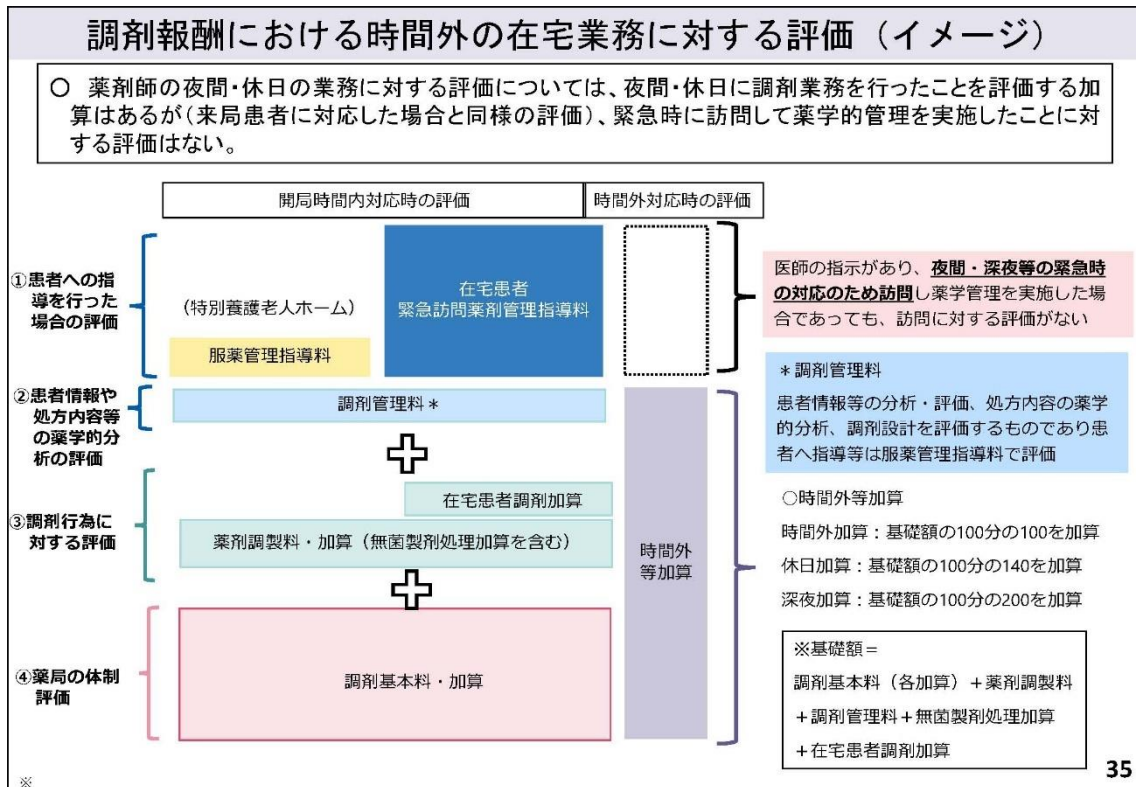 調剤報酬における時間外の在宅業務に対する評価（イメージ）
○ 薬剤師の夜間・休日の業務に対する評価については、夜間・休日に調剤業務を行ったことを評価する加
算はあるが（来局患者に対応した場合と同様の評価）、緊急時に訪問して薬学的管理を実施したことに対
する評価はない。
開局時間内対応時の評価
時間外対応時の評価
①患者への指
導を行った
場合の評価
（特別養護老人ホーム）
服薬管理指導料
在宅患者
緊急訪問薬剤管理指導料
医師の指示があり、夜間・深夜等の緊急時
の対応のため訪問し薬学管理を実施した場
合であっても、訪問に対する評価がない
②患者情報や
処方内容等
の薬学的分
析の評価
調剤管理料＊
＊調剤管理料
患者情報等の分析・評価、処方内容の薬学
的分析、調剤設計を評価するものであり患
者へ指導等は服薬管理指導料で評価
③調剤行為に
対する評価
在宅患者調剤加算
薬剤調製料・加算（無菌製剤処理加算を含む）
時間外
等加算
○時間外等加算
時間外加算：基礎額の100分の100を加算
休日加算：基礎額の100分の140を加算
深夜加算：基礎額の100分の200を加算
④薬局の体制
評価
調剤基本料・加算
※基礎額＝
調剤基本料（各加算）＋薬剤調製料
＋調剤管理料＋無菌製剤処理加算
＋在宅患者調剤加算
※
35